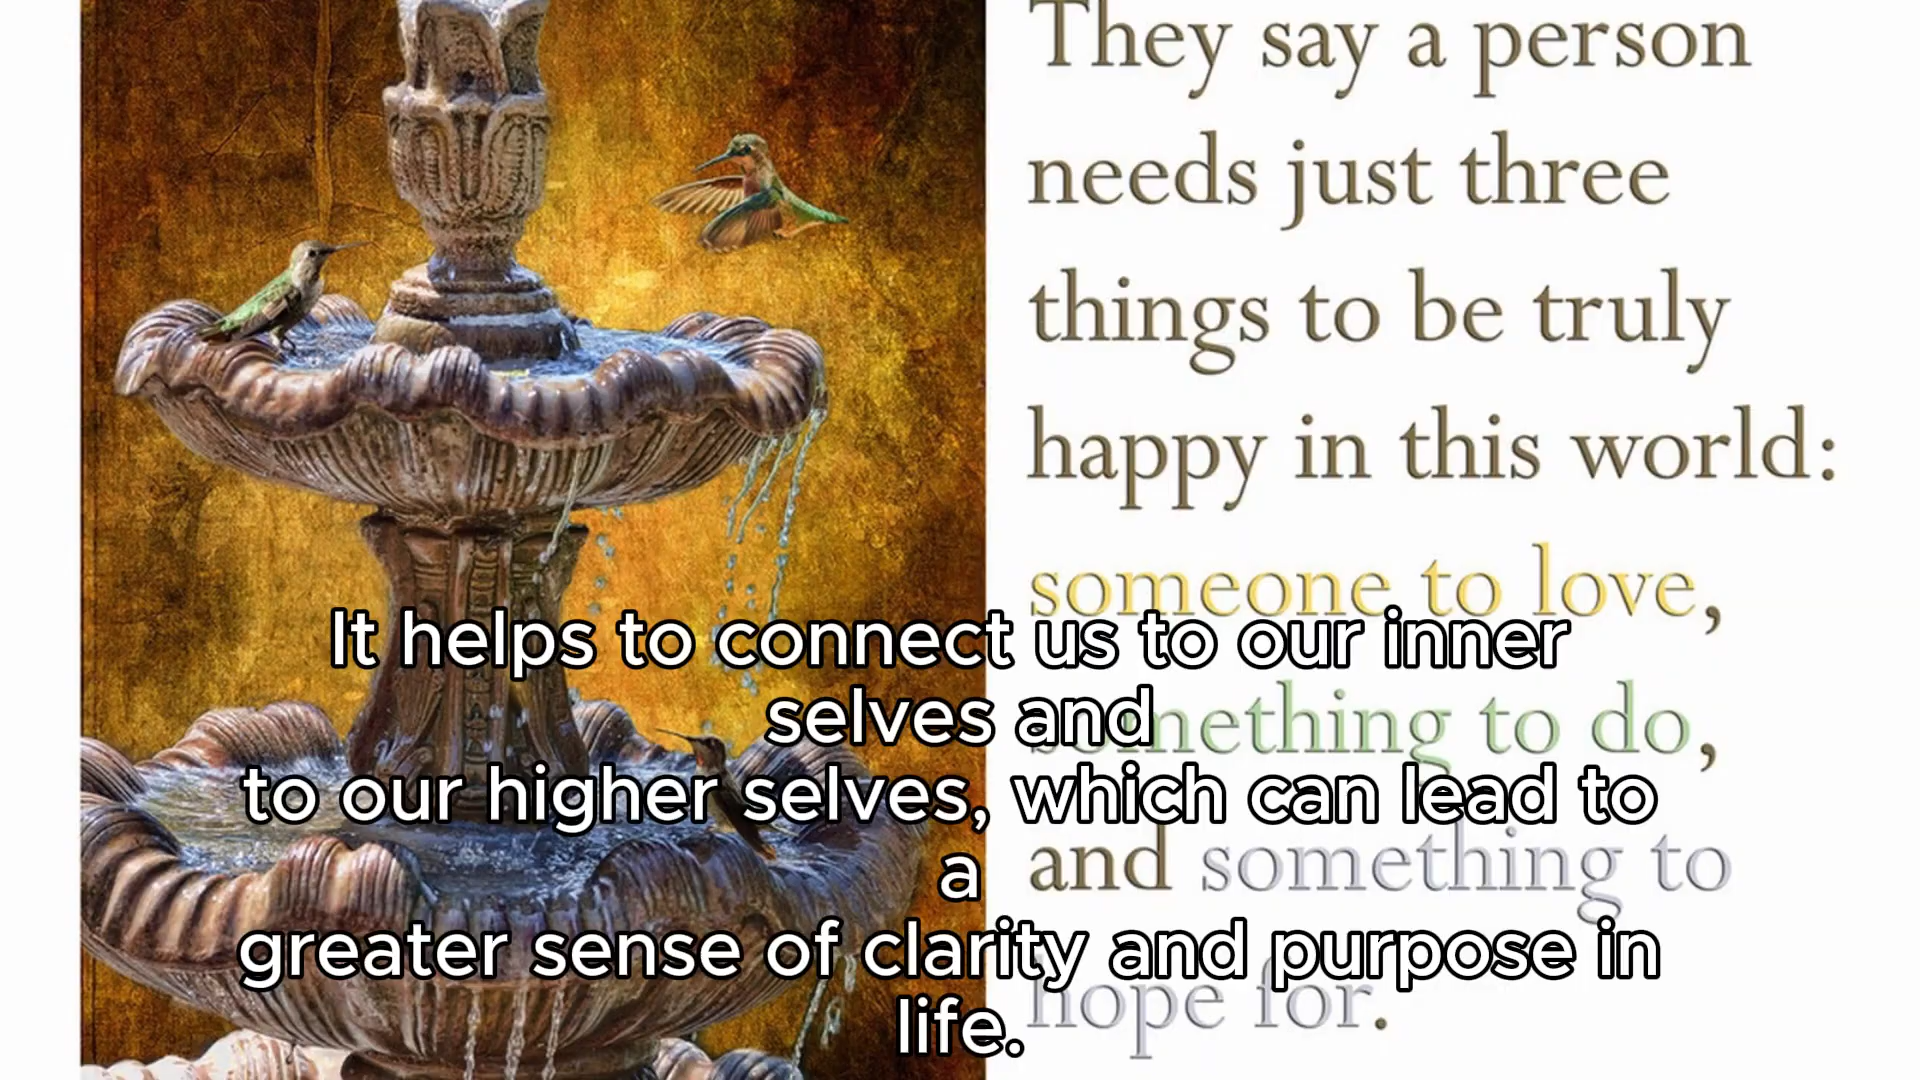 They say a person
needs just three
things to be truly
happy in this world:
someone to love,
something to do,
and something to
hope for.
It helps to connect us to our inner
selves and
to our higher selves, which can lead to
a
greater sense of clarity and purpose in
life.